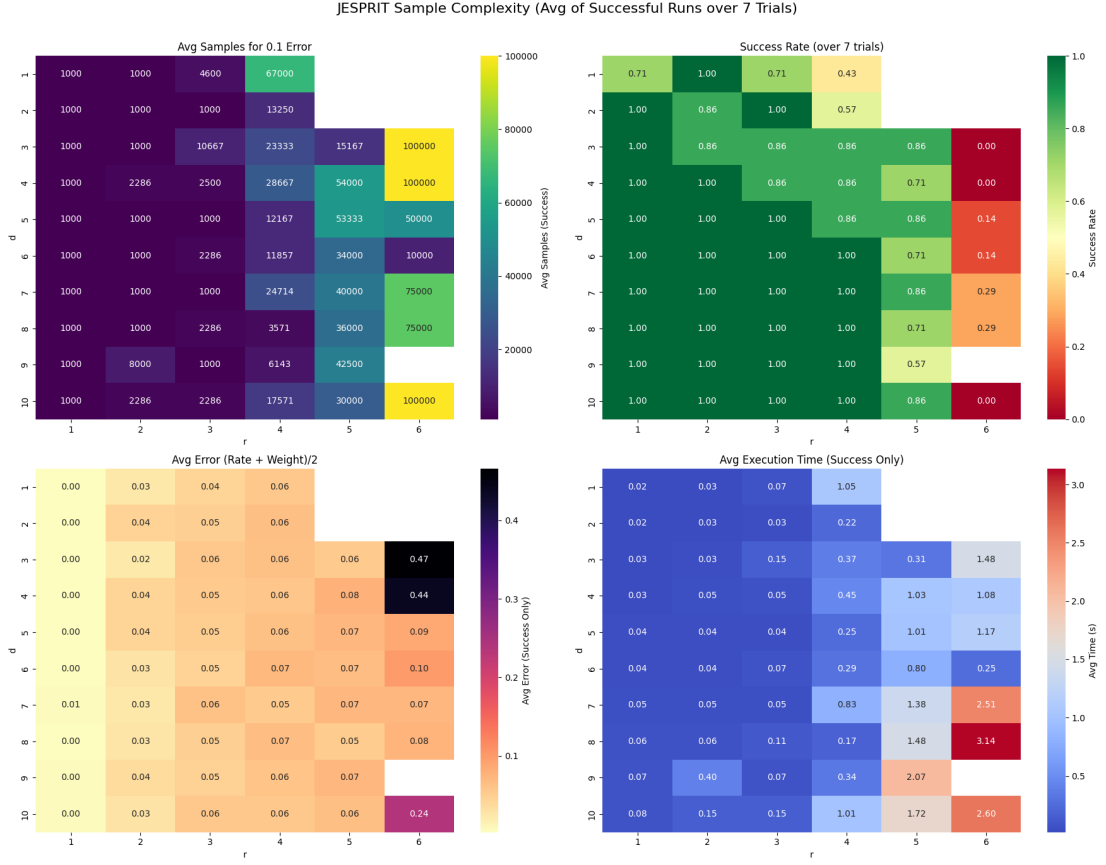 JESPRIT Sample Complexity (Avg of Successful Runs over 7 Trials)
Avg Samples for 0.1 Error
1 1000 1000 4600 67000
2 1000 1000 1000 13250
3 1000 1000 10667 23333 15167 100000
4 1000 2286 2500 28667 54000 100000
5 1000 1000 1000 12167 53333 50000
6 1000 1000 2286 11857 34000 10000
7 1000 1000 1000 24714 40000 75000
8 1000 1000 2286 3571 36000 75000
9 1000 8000 1000 6143 42500
10 1000 2286 2286 17571 30000 100000
1 2 3 4 5 6
r
d
100000
80000
60000
40000
20000
Avg Samples (Success)
Success Rate (over 7 trials)
1 0.71 1.00 0.71 0.43
2 1.00 0.86 1.00 0.57
3 1.00 0.86 0.86 0.86 0.86 0.00
4 1.00 1.00 0.86 0.86 0.71 0.00
5 1.00 1.00 1.00 0.86 0.86 0.14
6 1.00 1.00 1.00 1.00 0.71 0.14
7 1.00 1.00 1.00 1.00 0.86 0.29
8 1.00 1.00 1.00 1.00 0.71 0.29
9 1.00 1.00 1.00 1.00 0.57
10 1.00 1.00 1.00 1.00 0.86 0.00
1 2 3 4 5 6
r
d
1.0
0.8
0.6
0.4
0.2
0.0
Success Rate
Avg Error (Rate + Weight)/2
1 0.00 0.03 0.04 0.06
2 0.00 0.04 0.05 0.06
3 0.00 0.02 0.06 0.06 0.06 0.47
4 0.00 0.04 0.05 0.06 0.08 0.44
5 0.00 0.04 0.05 0.06 0.07 0.09
6 0.00 0.03 0.05 0.07 0.07 0.10
7 0.01 0.03 0.06 0.05 0.07 0.07
8 0.00 0.03 0.05 0.07 0.05 0.08
9 0.00 0.04 0.05 0.06 0.07
10 0.00 0.03 0.06 0.06 0.06 0.24
1 2 3 4 5 6
r
d
0.4
0.3
0.2
0.1
Avg Error (Success Only)
Avg Execution Time (Success Only)
1 0.02 0.03 0.07 1.05
2 0.02 0.03 0.03 0.22
3 0.03 0.03 0.15 0.37 0.31 1.48
4 0.03 0.05 0.05 0.45 1.03 1.08
5 0.04 0.04 0.04 0.25 1.01 1.17
6 0.04 0.04 0.07 0.29 0.80 0.25
7 0.05 0.05 0.05 0.83 1.38 2.51
8 0.06 0.06 0.11 0.17 1.48 3.14
9 0.07 0.40 0.07 0.34 2.07
10 0.08 0.15 0.15 1.01 1.72 2.60
1 2 3 4 5 6
r
d
3.0
2.5
2.0
1.5
1.0
0.5
Avg Time (s)